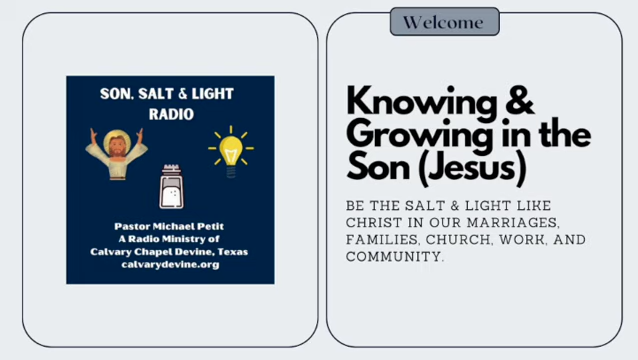 SON, SALT & LIGHT
RADIO
Pastor Michael Petit
A Radio Ministry of
Calvary Chapel Devine, Texas
calvarydevine.org
Welcome
Knowing &
Growing in the
Son (Jesus)
BE THE SALT & LIGHT LIKE
CHRIST IN OUR MARRIAGES,
FAMILIES, CHURCH, WORK, AND
COMMUNITY.